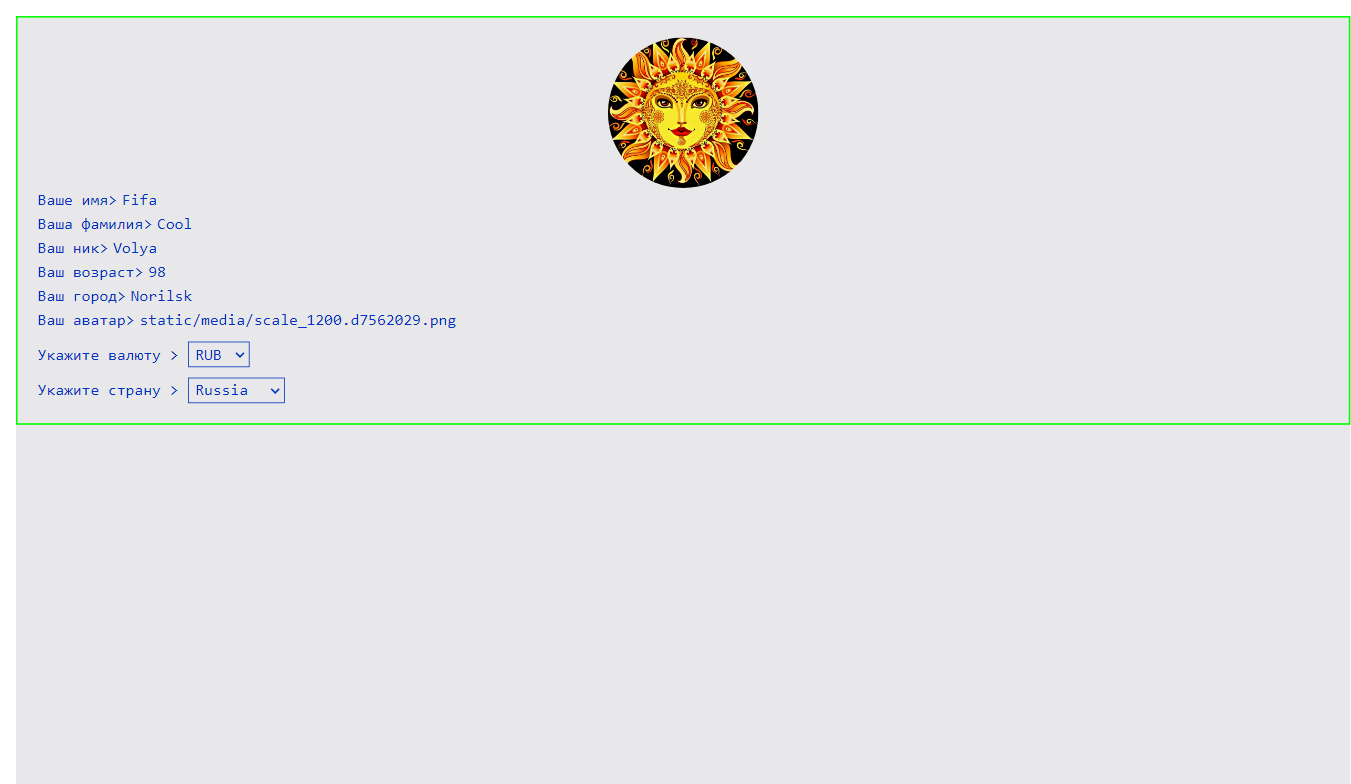 Ваше имя> Fifa
Ваша фамилия> Cool
Ваш ник> Volya
Ваш возраст> 98
Ваш город> Norilsk
Ваш аватар> static/media/scale_1200.d7562029.png
Укажите валюту > RUB
Укажите страну > Russia